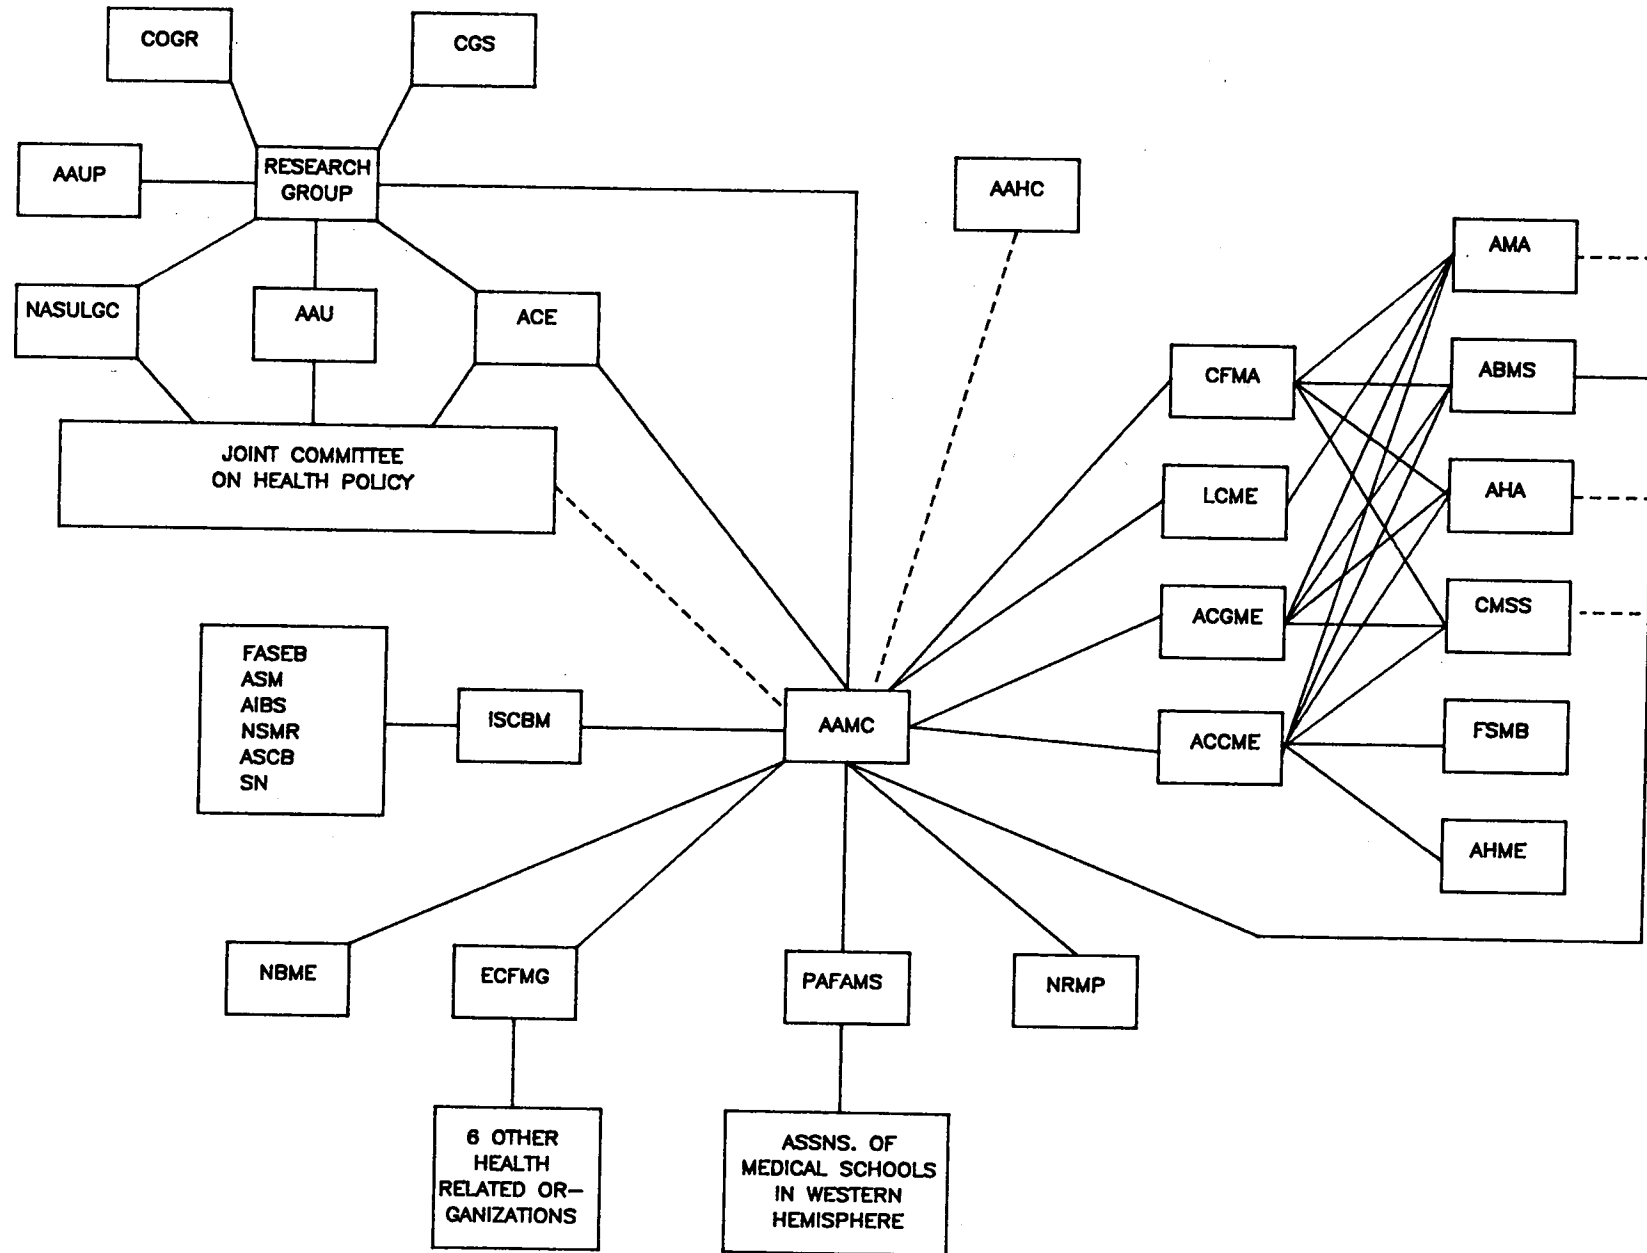 COGR
CGS
AAUP
RESEARCH
GROUP
AAHC
AMA
NASULGC
AAU
ACE
CFMA
ABMS
JOINT COMMITTEE
ON HEALTH POLICY
LCME
AHA
ACGME
CMSS
FASEB
ASM
AIBS
NSMR
ASCB
SN
ISCBM
AAMC
ACCME
FSMB
AHME
NBME
ECFMG
PAFAMS
NRMP
6 OTHER
HEALTH
RELATED OR-
GANIZATIONS
ASSNS. OF
MEDICAL SCHOOLS
IN WESTERN
HEMISPHERE